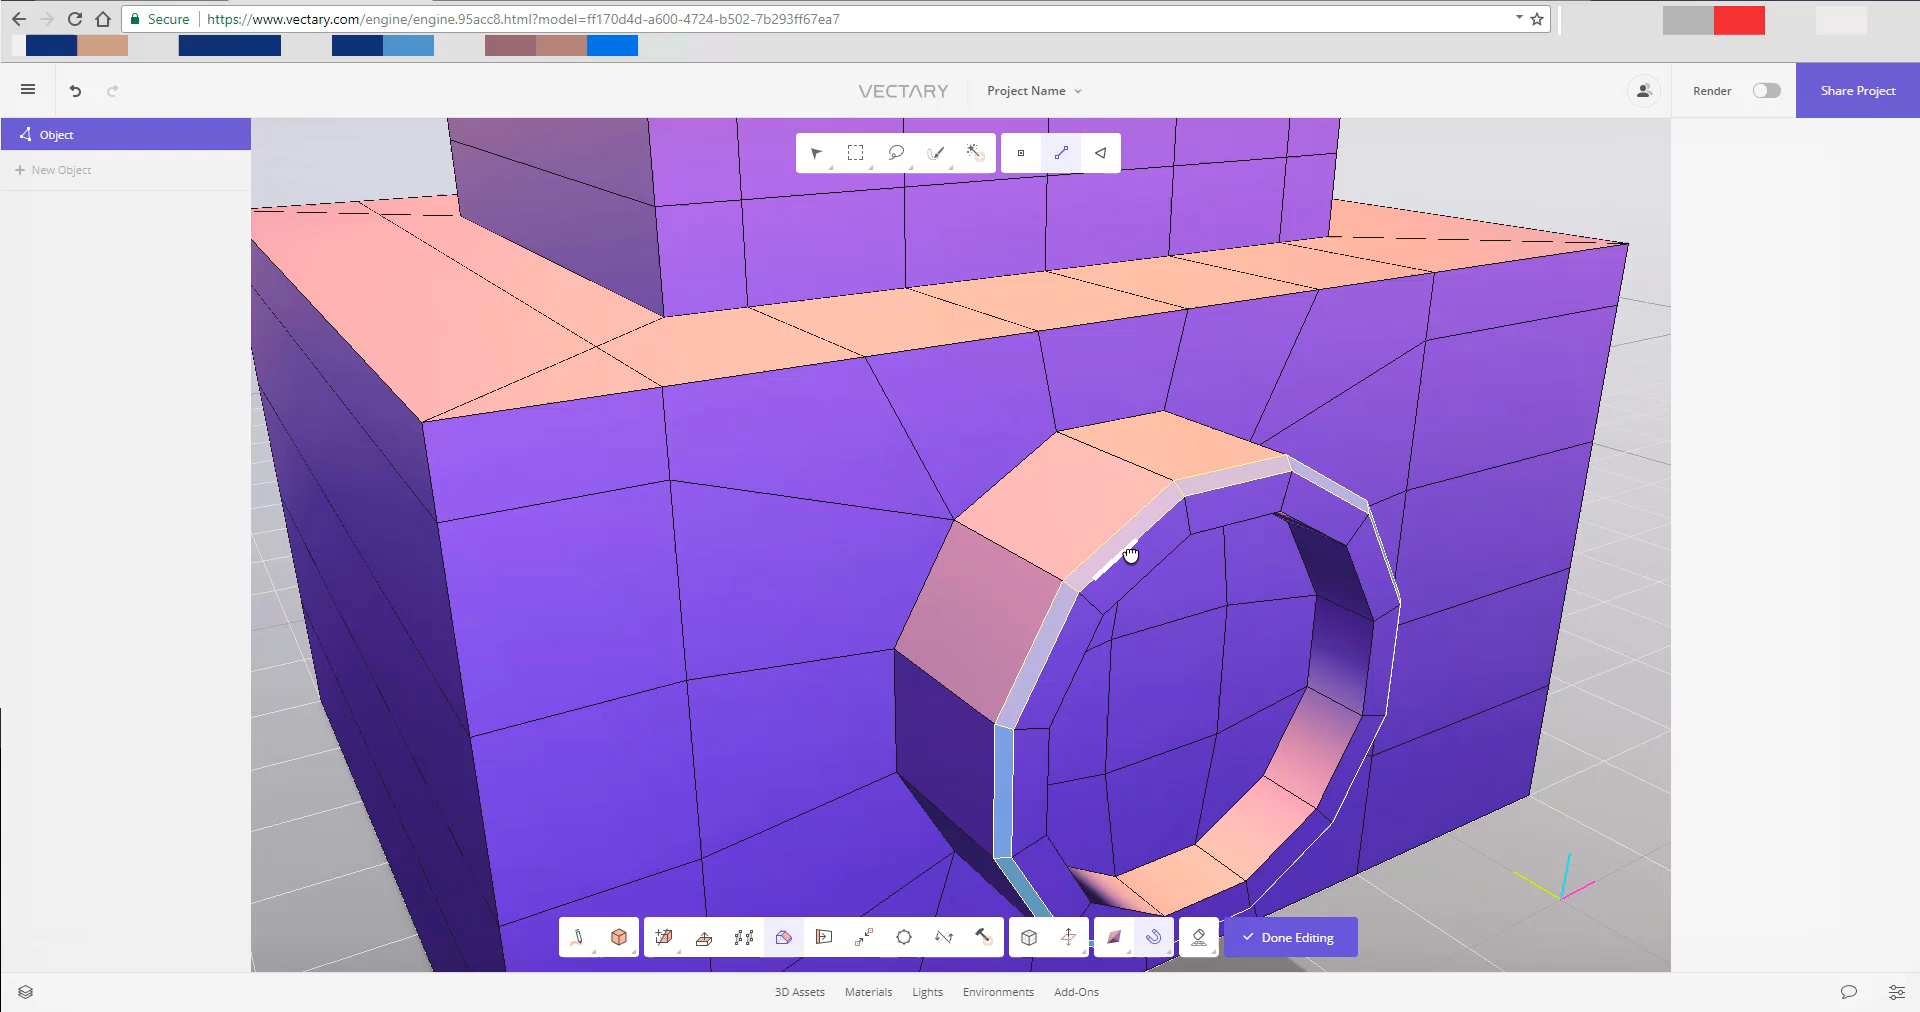 Secure https://www.vectary.com/engine/engine.95acc8.html?model=ff170d4d-a600-4724-b502-7b293ff67ea7
VECTARY Project Name Render Share Project
Object
+ New Object
Done Editing
3D Assets Materials Lights Environments Add-Ons